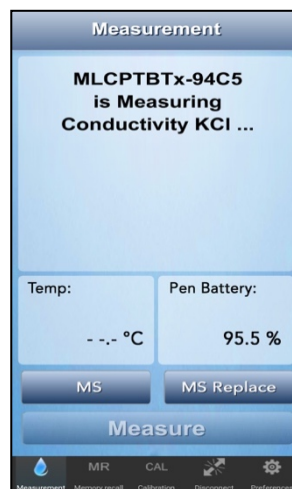 Measurement
MLCPTBTx-94C5
is Measuring
Conductivity KCl ...
Temp:
- -.- °C
Pen Battery:
95.5 %
MS
MS Replace
Measure
MR
CAL
Measurement
Memory recall
Calibration
Disconnect
Preferences